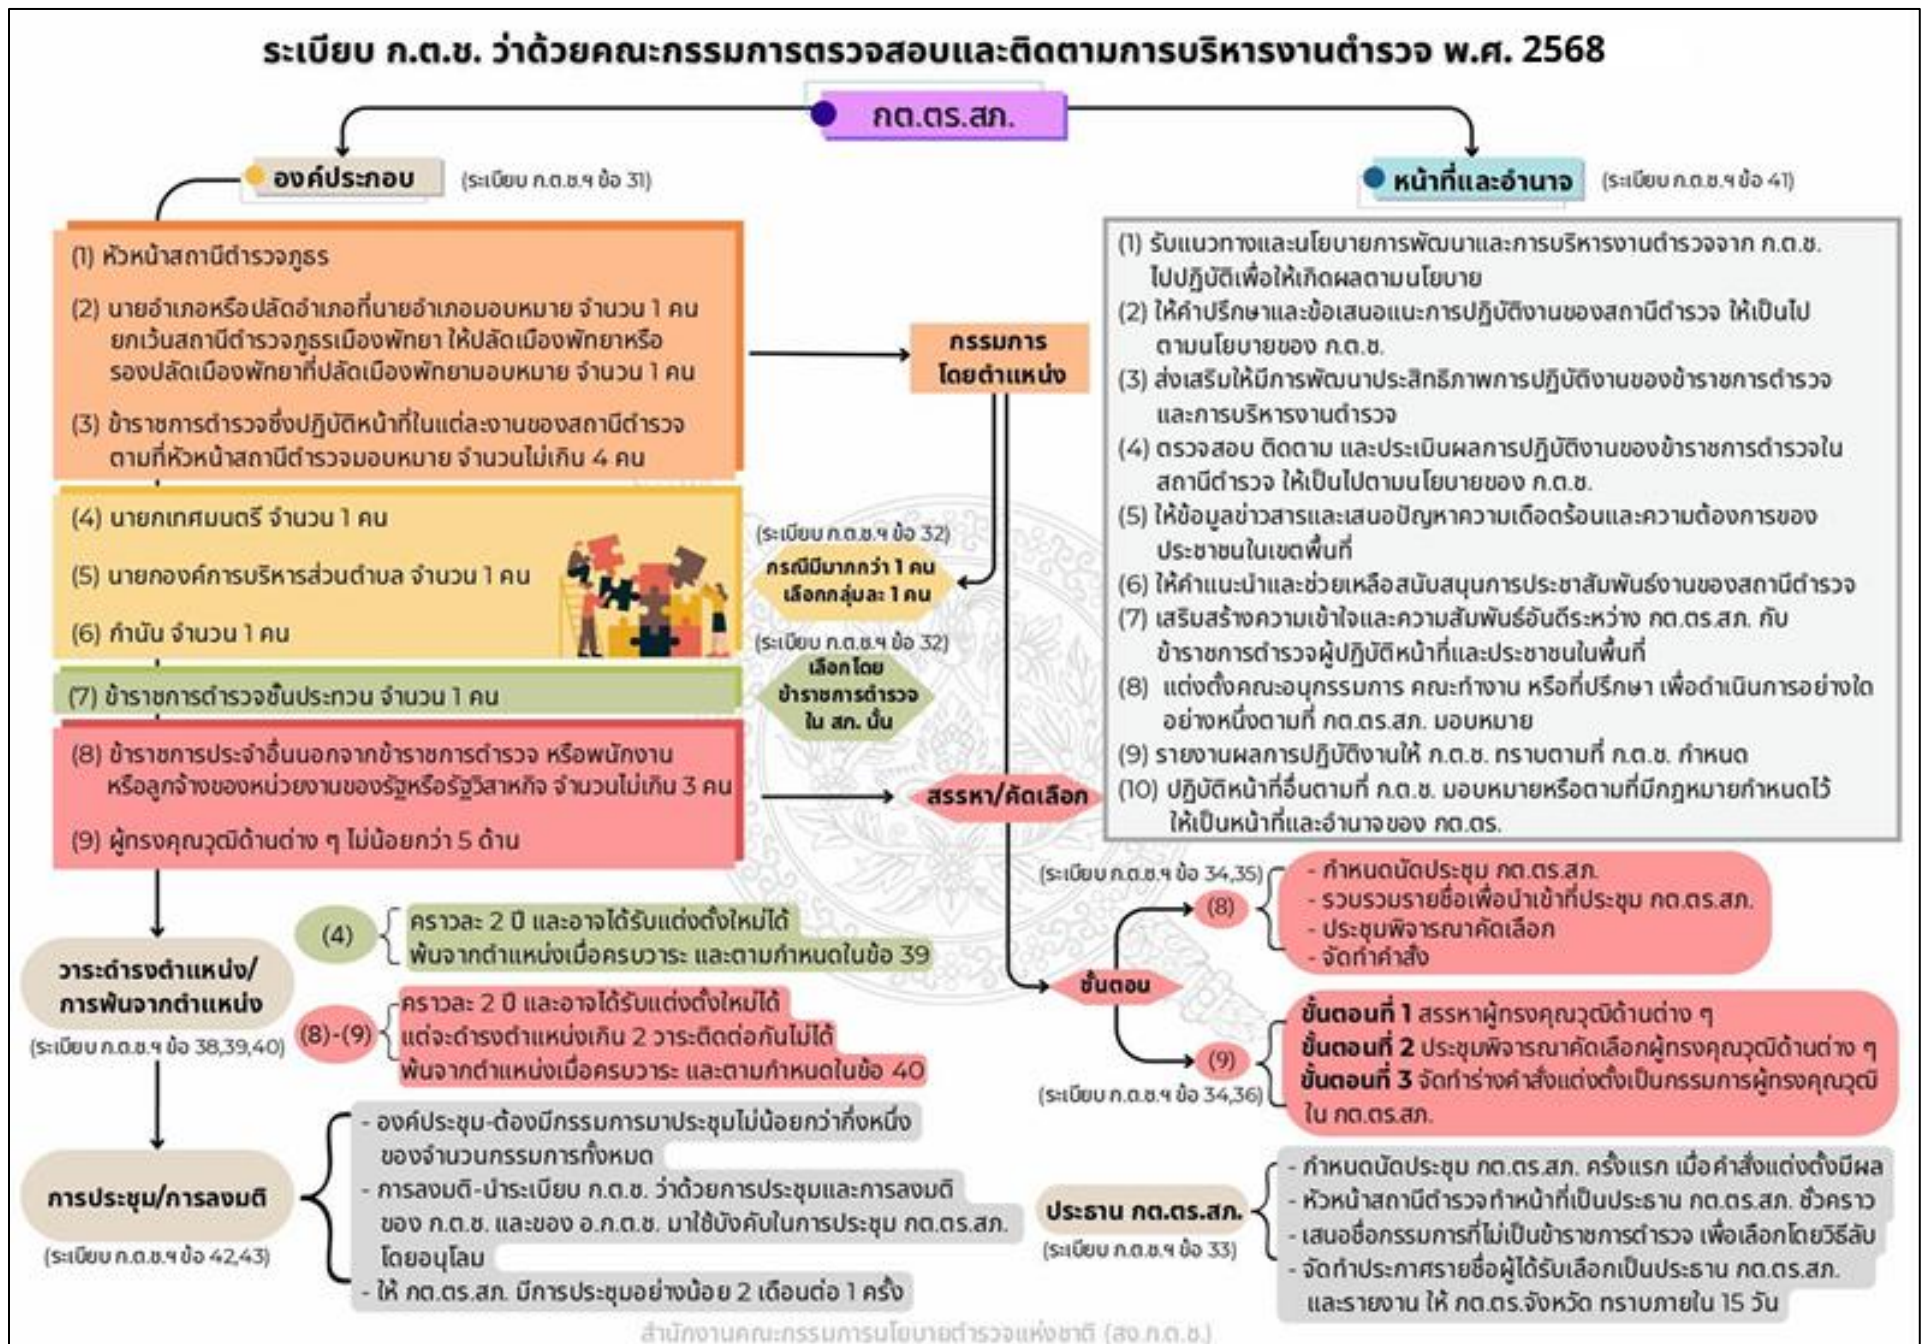 ระเบียบ ก.ต.ช. ว่าด้วยคณะกรรมการตรวจสอบและติดตามการบริหารงานตำรวจ พ.ศ. 2568
กต.ตร.สภ.
องค์ประกอบ
(ระเบียบ ก.ต.ช.ฯ ข้อ 31)
(1) หัวหน้าสถานีตำรวจภูธร
(2) นายอำเภอหรือปลัดอำเภอที่นายอำเภอมอบหมาย จำนวน 1 คน
ยกเว้นสถานีตำรวจภูธรเมืองพัทยา ให้ปลัดเมืองพัทยาหรือ
รองปลัดเมืองพัทยาที่ปลัดเมืองพัทยามอบหมาย จำนวน 1 คน
(3) ข้าราชการตำรวจซึ่งปฏิบัติหน้าที่ในแต่ละงานของสถานีตำรวจ
ตามที่หัวหน้าสถานีตำรวจมอบหมาย จำนวนไม่เกิน 4 คน
กรรมการ
โดยตำแหน่ง
(4) นายกเทศมนตรี จำนวน 1 คน
(5) นายกองค์การบริหารส่วนตำบล จำนวน 1 คน
(6) กำนัน จำนวน 1 คน
(ระเบียบ ก.ต.ช.ฯ ข้อ 32)
กรณีมีมากกว่า 1 คน
เลือกกลุ่มละ 1 คน
(7) ข้าราชการตำรวจชั้นประทวน จำนวน 1 คน
(ระเบียบ ก.ต.ช.ฯ ข้อ 32)
เลือกโดย
ข้าราชการตำรวจ
ใน สภ. นั้น
(8) ข้าราชการประจำอื่นนอกจากข้าราชการตำรวจ หรือพนักงาน
หรือลูกจ้างของหน่วยงานของรัฐหรือรัฐวิสาหกิจ จำนวนไม่เกิน 3 คน
(9) ผู้ทรงคุณวุฒิด้านต่าง ๆ ไม่น้อยกว่า 5 ด้าน
สรรหา/คัดเลือก
หน้าที่และอำนาจ
(ระเบียบ ก.ต.ช.ฯ ข้อ 41)
(1) รับแนวทางและนโยบายการพัฒนาและการบริหารงานตำรวจจาก ก.ต.ช.
ไปปฏิบัติเพื่อให้เกิดผลตามนโยบาย
(2) ให้คำปรึกษาและข้อเสนอแนะการปฏิบัติงานของสถานีตำรวจ ให้เป็นไป
ตามนโยบายของ ก.ต.ช.
(3) ส่งเสริมให้มีการพัฒนาประสิทธิภาพการปฏิบัติงานของข้าราชการตำรวจ
และการบริหารงานตำรวจ
(4) ตรวจสอบ ติดตาม และประเมินผลการปฏิบัติงานของข้าราชการตำรวจใน
สถานีตำรวจ ให้เป็นไปตามนโยบายของ ก.ต.ช.
(5) ให้ข้อมูลข่าวสารและเสนอปัญหาความเดือดร้อนและความต้องการของ
ประชาชนในเขตพื้นที่
(6) ให้คำแนะนำและช่วยเหลือสนับสนุนการประชาสัมพันธ์งานของสถานีตำรวจ
(7) เสริมสร้างความเข้าใจและความสัมพันธ์อันดีระหว่าง กต.ตร.สภ. กับ
ข้าราชการตำรวจผู้ปฏิบัติหน้าที่และประชาชนในพื้นที่
(8) แต่งตั้งคณะอนุกรรมการ คณะทำงาน หรือที่ปรึกษา เพื่อดำเนินการอย่างใด
อย่างหนึ่งตามที่ กต.ตร.สภ. มอบหมาย
(9) รายงานผลการปฏิบัติงานให้ ก.ต.ช. ทราบตามที่ ก.ต.ช. กำหนด
(10) ปฏิบัติหน้าที่อื่นตามที่ ก.ต.ช. มอบหมายหรือตามที่มีกฎหมายกำหนดไว้
ให้เป็นหน้าที่และอำนาจของ กต.ตร.
วาระดำรงตำแหน่ง/
การพ้นจากตำแหน่ง
(ระเบียบ ก.ต.ช.ฯ ข้อ 38,39,40)
(4)
คราวละ 2 ปี และอาจได้รับแต่งตั้งใหม่ได้
พ้นจากตำแหน่งเมื่อครบวาระ และตามกำหนดในข้อ 39
(8)-(9)
คราวละ 2 ปี และอาจได้รับแต่งตั้งใหม่ได้
แต่จะดำรงตำแหน่งเกิน 2 วาระติดต่อกันไม่ได้
พ้นจากตำแหน่งเมื่อครบวาระ และตามกำหนดในข้อ 40
ขั้นตอน
(ระเบียบ ก.ต.ช.ฯ ข้อ 34,35)
(8)
- กำหนดนัดประชุม กต.ตร.สภ.
- รวบรวมรายชื่อเพื่อนำเข้าที่ประชุม กต.ตร.สภ.
- ประชุมพิจารณาคัดเลือก
- จัดทำคำสั่ง
(9)
(ระเบียบ ก.ต.ช.ฯ ข้อ 34,36)
ขั้นตอนที่ 1 สรรหาผู้ทรงคุณวุฒิด้านต่าง ๆ
ขั้นตอนที่ 2 ประชุมพิจารณาคัดเลือกผู้ทรงคุณวุฒิด้านต่าง ๆ
ขั้นตอนที่ 3 จัดทำร่างคำสั่งแต่งตั้งเป็นกรรมการผู้ทรงคุณวุฒิ
ใน กต.ตร.สภ.
การประชุม/การลงมติ
(ระเบียบ ก.ต.ช.ฯ ข้อ 42,43)
- องค์ประชุม-ต้องมีกรรมการมาประชุมไม่น้อยกว่ากึ่งหนึ่ง
ของจำนวนกรรมการทั้งหมด
- การลงมติ-นำระเบียบ ก.ต.ช. ว่าด้วยการประชุมและการลงมติ
ของ ก.ต.ช. และของ อ.ก.ต.ช. มาใช้บังคับในการประชุม กต.ตร.สภ.
โดยอนุโลม
- ให้ กต.ตร.สภ. มีการประชุมอย่างน้อย 2 เดือนต่อ 1 ครั้ง
ประธาน กต.ตร.สภ.
(ระเบียบ ก.ต.ช.ฯ ข้อ 33)
- กำหนดนัดประชุม กต.ตร.สภ. ครั้งแรก เมื่อคำสั่งแต่งตั้งมีผล
- หัวหน้าสถานีตำรวจทำหน้าที่เป็นประธาน กต.ตร.สภ. ชั่วคราว
- เสนอชื่อกรรมการที่ไม่เป็นข้าราชการตำรวจ เพื่อเลือกโดยวิธีลับ
- จัดทำประกาศรายชื่อผู้ได้รับเลือกเป็นประธาน กต.ตร.สภ.
และรายงาน ให้ กต.ตร.จังหวัด ทราบภายใน 15 วัน
สำนักงานคณะกรรมการนโยบายตำรวจแห่งชาติ (สง.ก.ต.ช.)